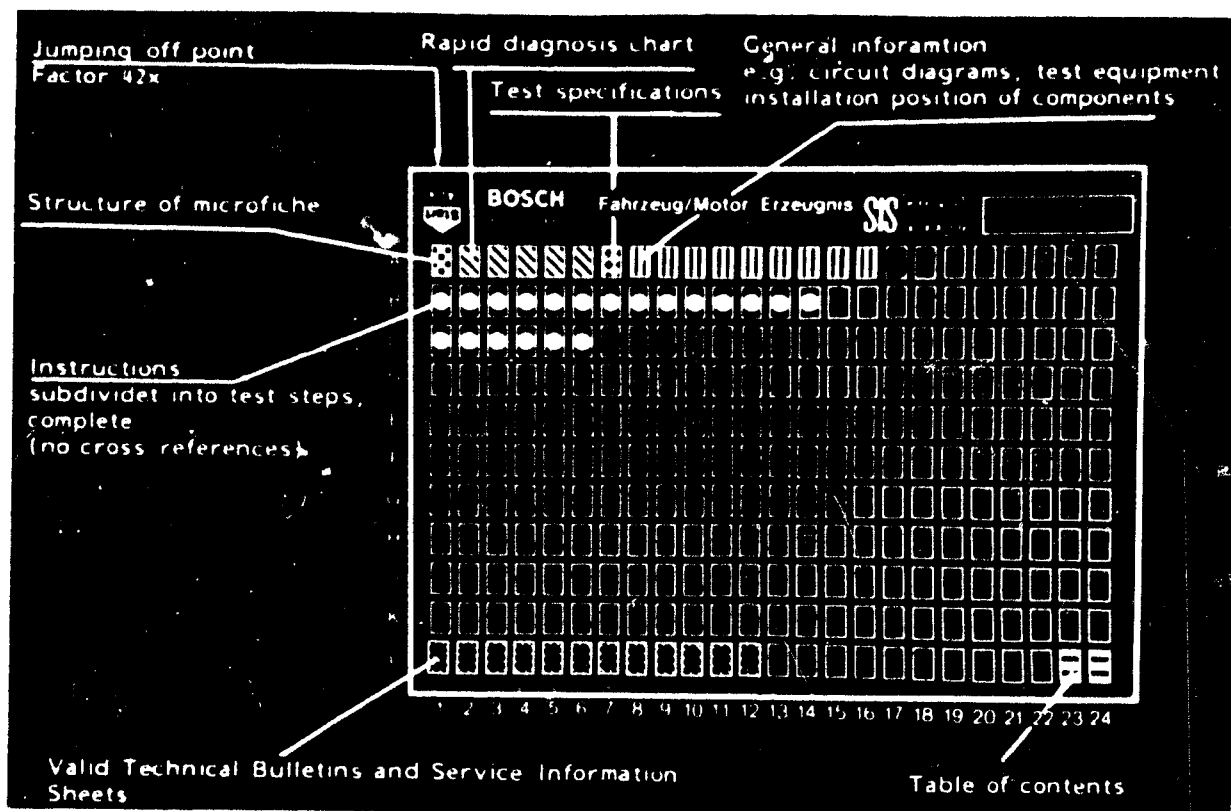 Jumping off point
Factor 42x
Rapid diagnosis chart
Test specifications
General inforamtion
e.g. circuit diagrams, test equipment
installation position of components
Structure of microfiche
BOSCH
Fahrzeug/Motor Erzeugnis
SIS
Instructions
subdividet into test steps,
complete
(no cross references)
K
1 2 3 4 5 6 7 8 9 10 11 12 13 14 15 16 17 18 19 20 21 22 23 24
Valid Technical Bulletins and Service Information
Sheets
Table of contents